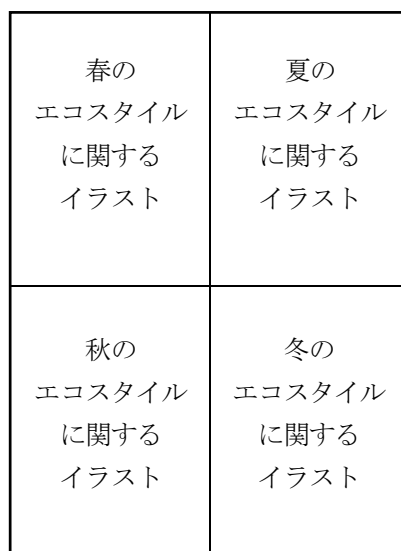 春の
エコスタイル
に関する
イラスト
夏の
エコスタイル
に関する
イラスト
秋の
エコスタイル
に関する
イラスト
冬の
エコスタイル
に関する
イラスト